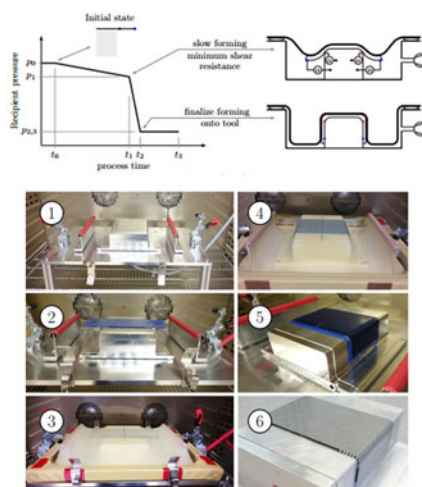 Initial state
p0
slow forming
minimum shear
resistance
p1
Recipient pressure
finalize forming
onto tool
p2,3
t0
t1
t2
t3
process time
1
4
2
5
3
6